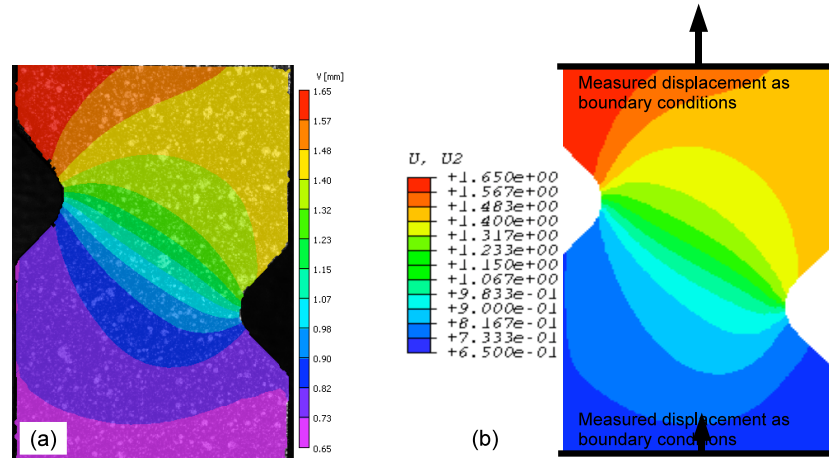 V [mm]
1.65
1.57
1.48
1.40
1.32
1.23
1.15
1.07
0.98
0.90
0.82
0.73
0.65
(a)
Measured displacement as
boundary conditions
U, U2
+1.650e+00
+1.567e+00
+1.483e+00
+1.400e+00
+1.317e+00
+1.233e+00
+1.150e+00
+1.067e+00
+9.833e-01
+9.000e-01
+8.167e-01
+7.333e-01
+6.500e-01
Measured displacement as
boundary conditions
(b)